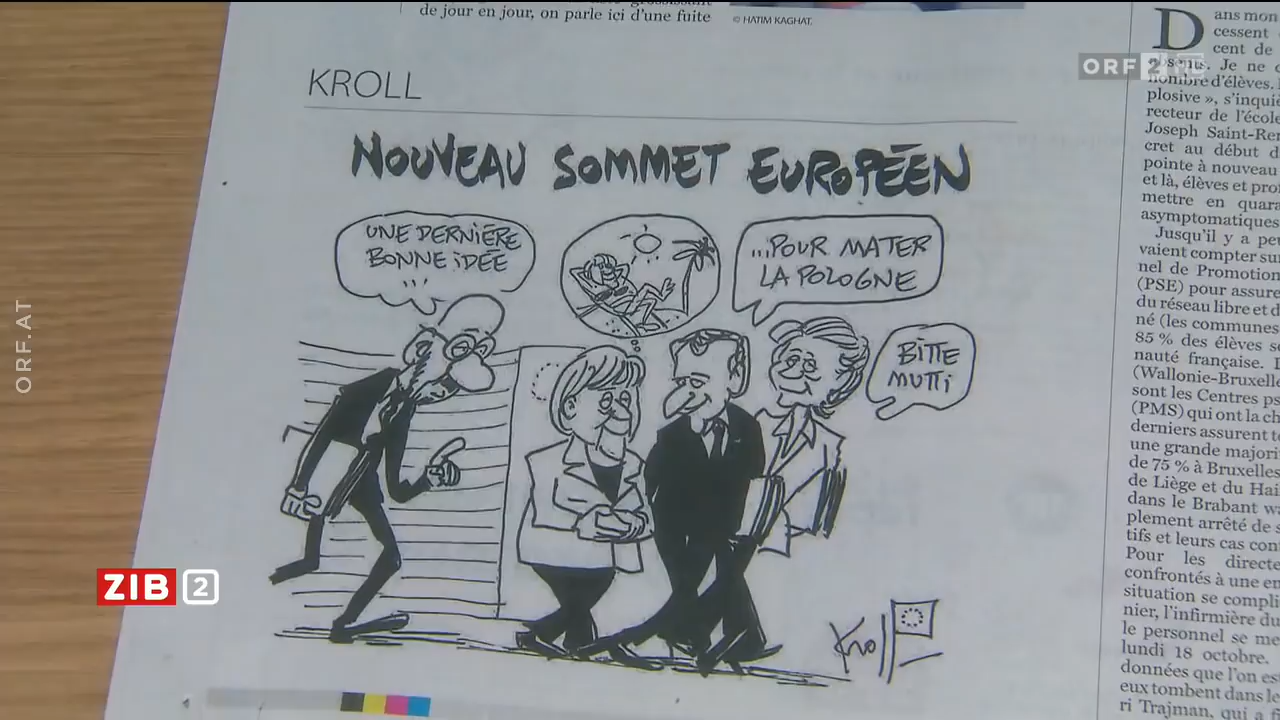 de jour en jour, on parle ici d'une fuite
© HATIM KAGHAT.
KROLL
NOUVEAU SOMMET EUROPÉEN
UNE DERNIÈRE
BONNE IDÉE
...
...POUR MATER
LA POLOGNE
BITTE
MUTTI
Kroll
Dans mon
cessent
cent de
Je ne
nombre d'élèves.
plosive », s'inqui
recteur de l'école
Joseph Saint-Re
cret au début d
pointe à nouveau
et là, élèves et pro
mettre en quara
asymptomatiques
Jusqu'il y a pe
vaient compter su
nel de Promotion
(PSE) pour assure
du réseau libre et d
né (les communes
85 % des élèves s
nauté française.
(Wallonie-Bruxelle
sont les Centres ps
(PMS) qui ont la ch
derniers assurent t
une grande majori
de 75 % à Bruxelles
de Liège et du Hai
dans le Brabant w
plement arrêté de
tifs et leurs cas con
Pour les directe
confrontés à une e
situation se compli
nier, l'infirmière du
le personnel se me
lundi 18 octobre.
données que l'on es
eux tombent dans le
ri Trajman, qui a f
ORF 2 HD
ORF.AT
ZIB 2